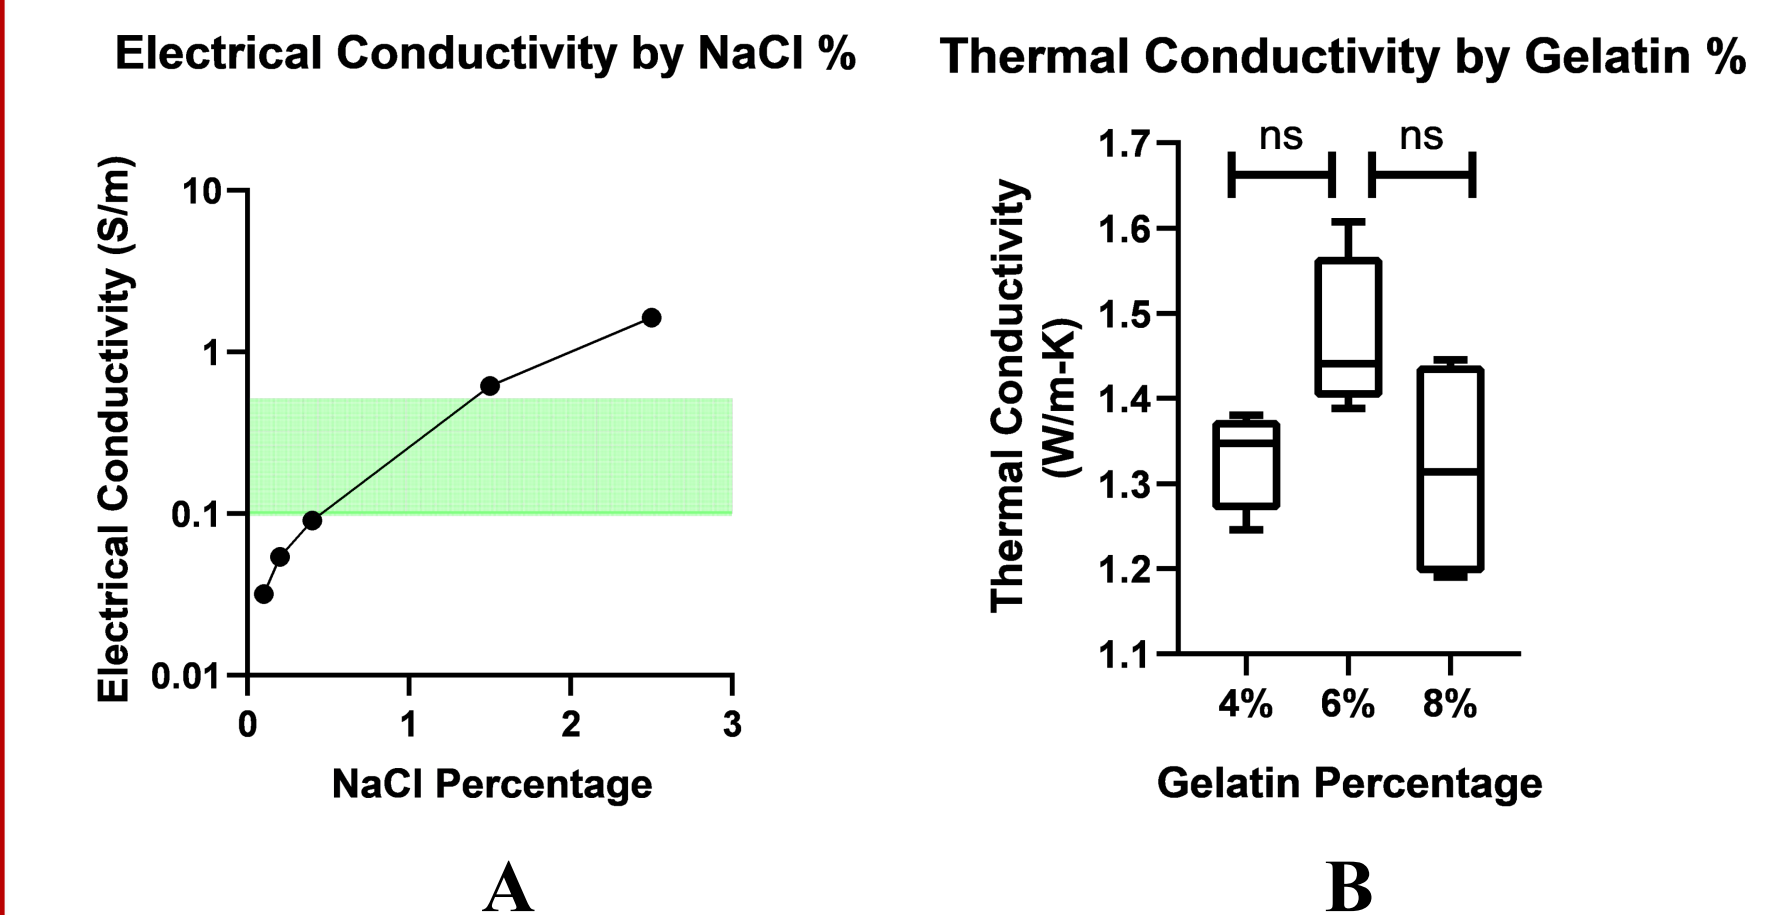 Electrical Conductivity by NaCl %
Electrical Conductivity (S/m)
10
1
0.1
0.01
0 1 2 3
NaCl Percentage
A
Thermal Conductivity by Gelatin %
Thermal Conductivity
(W/m-K)
ns ns
1.7
1.6
1.5
1.4
1.3
1.2
1.1
4% 6% 8%
Gelatin Percentage
B